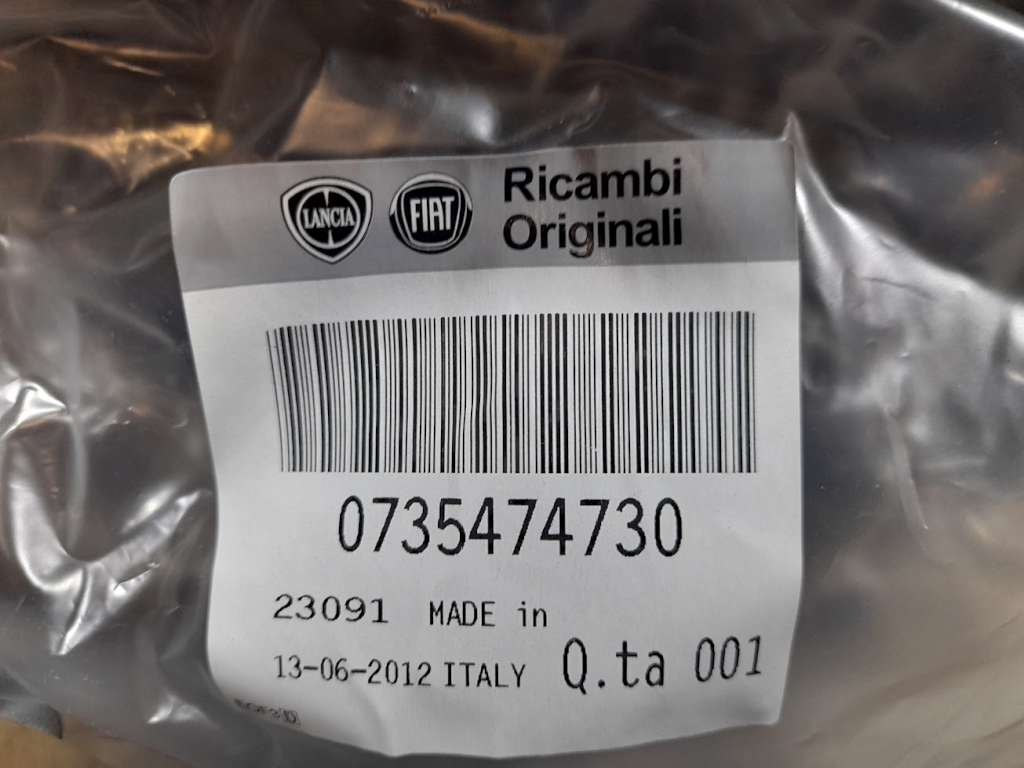 LANCIA FIAT Ricambi
Originali
0735474730
23091 MADE in
13-06-2012 ITALY Q.ta 001